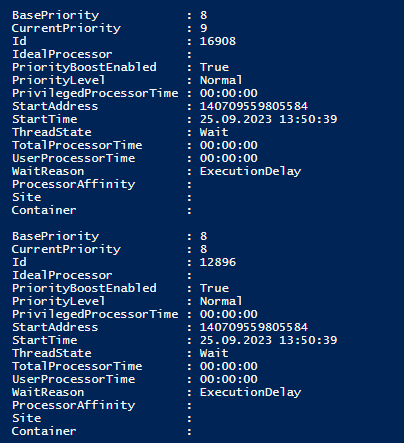 BasePriority            : 8
CurrentPriority         : 9
Id                      : 16908
IdealProcessor          :
PriorityBoostEnabled    : True
PriorityLevel           : Normal
PrivilegedProcessorTime : 00:00:00
StartAddress            : 140709559805584
StartTime               : 25.09.2023 13:50:39
ThreadState             : Wait
TotalProcessorTime      : 00:00:00
UserProcessorTime       : 00:00:00
WaitReason              : ExecutionDelay
ProcessorAffinity       :
Site                    :
Container               :

BasePriority            : 8
CurrentPriority         : 8
Id                      : 12896
IdealProcessor          :
PriorityBoostEnabled    : True
PriorityLevel           : Normal
PrivilegedProcessorTime : 00:00:00
StartAddress            : 140709559805584
StartTime               : 25.09.2023 13:50:39
ThreadState             : Wait
TotalProcessorTime      : 00:00:00
UserProcessorTime       : 00:00:00
WaitReason              : ExecutionDelay
ProcessorAffinity       :
Site                    :
Container               :